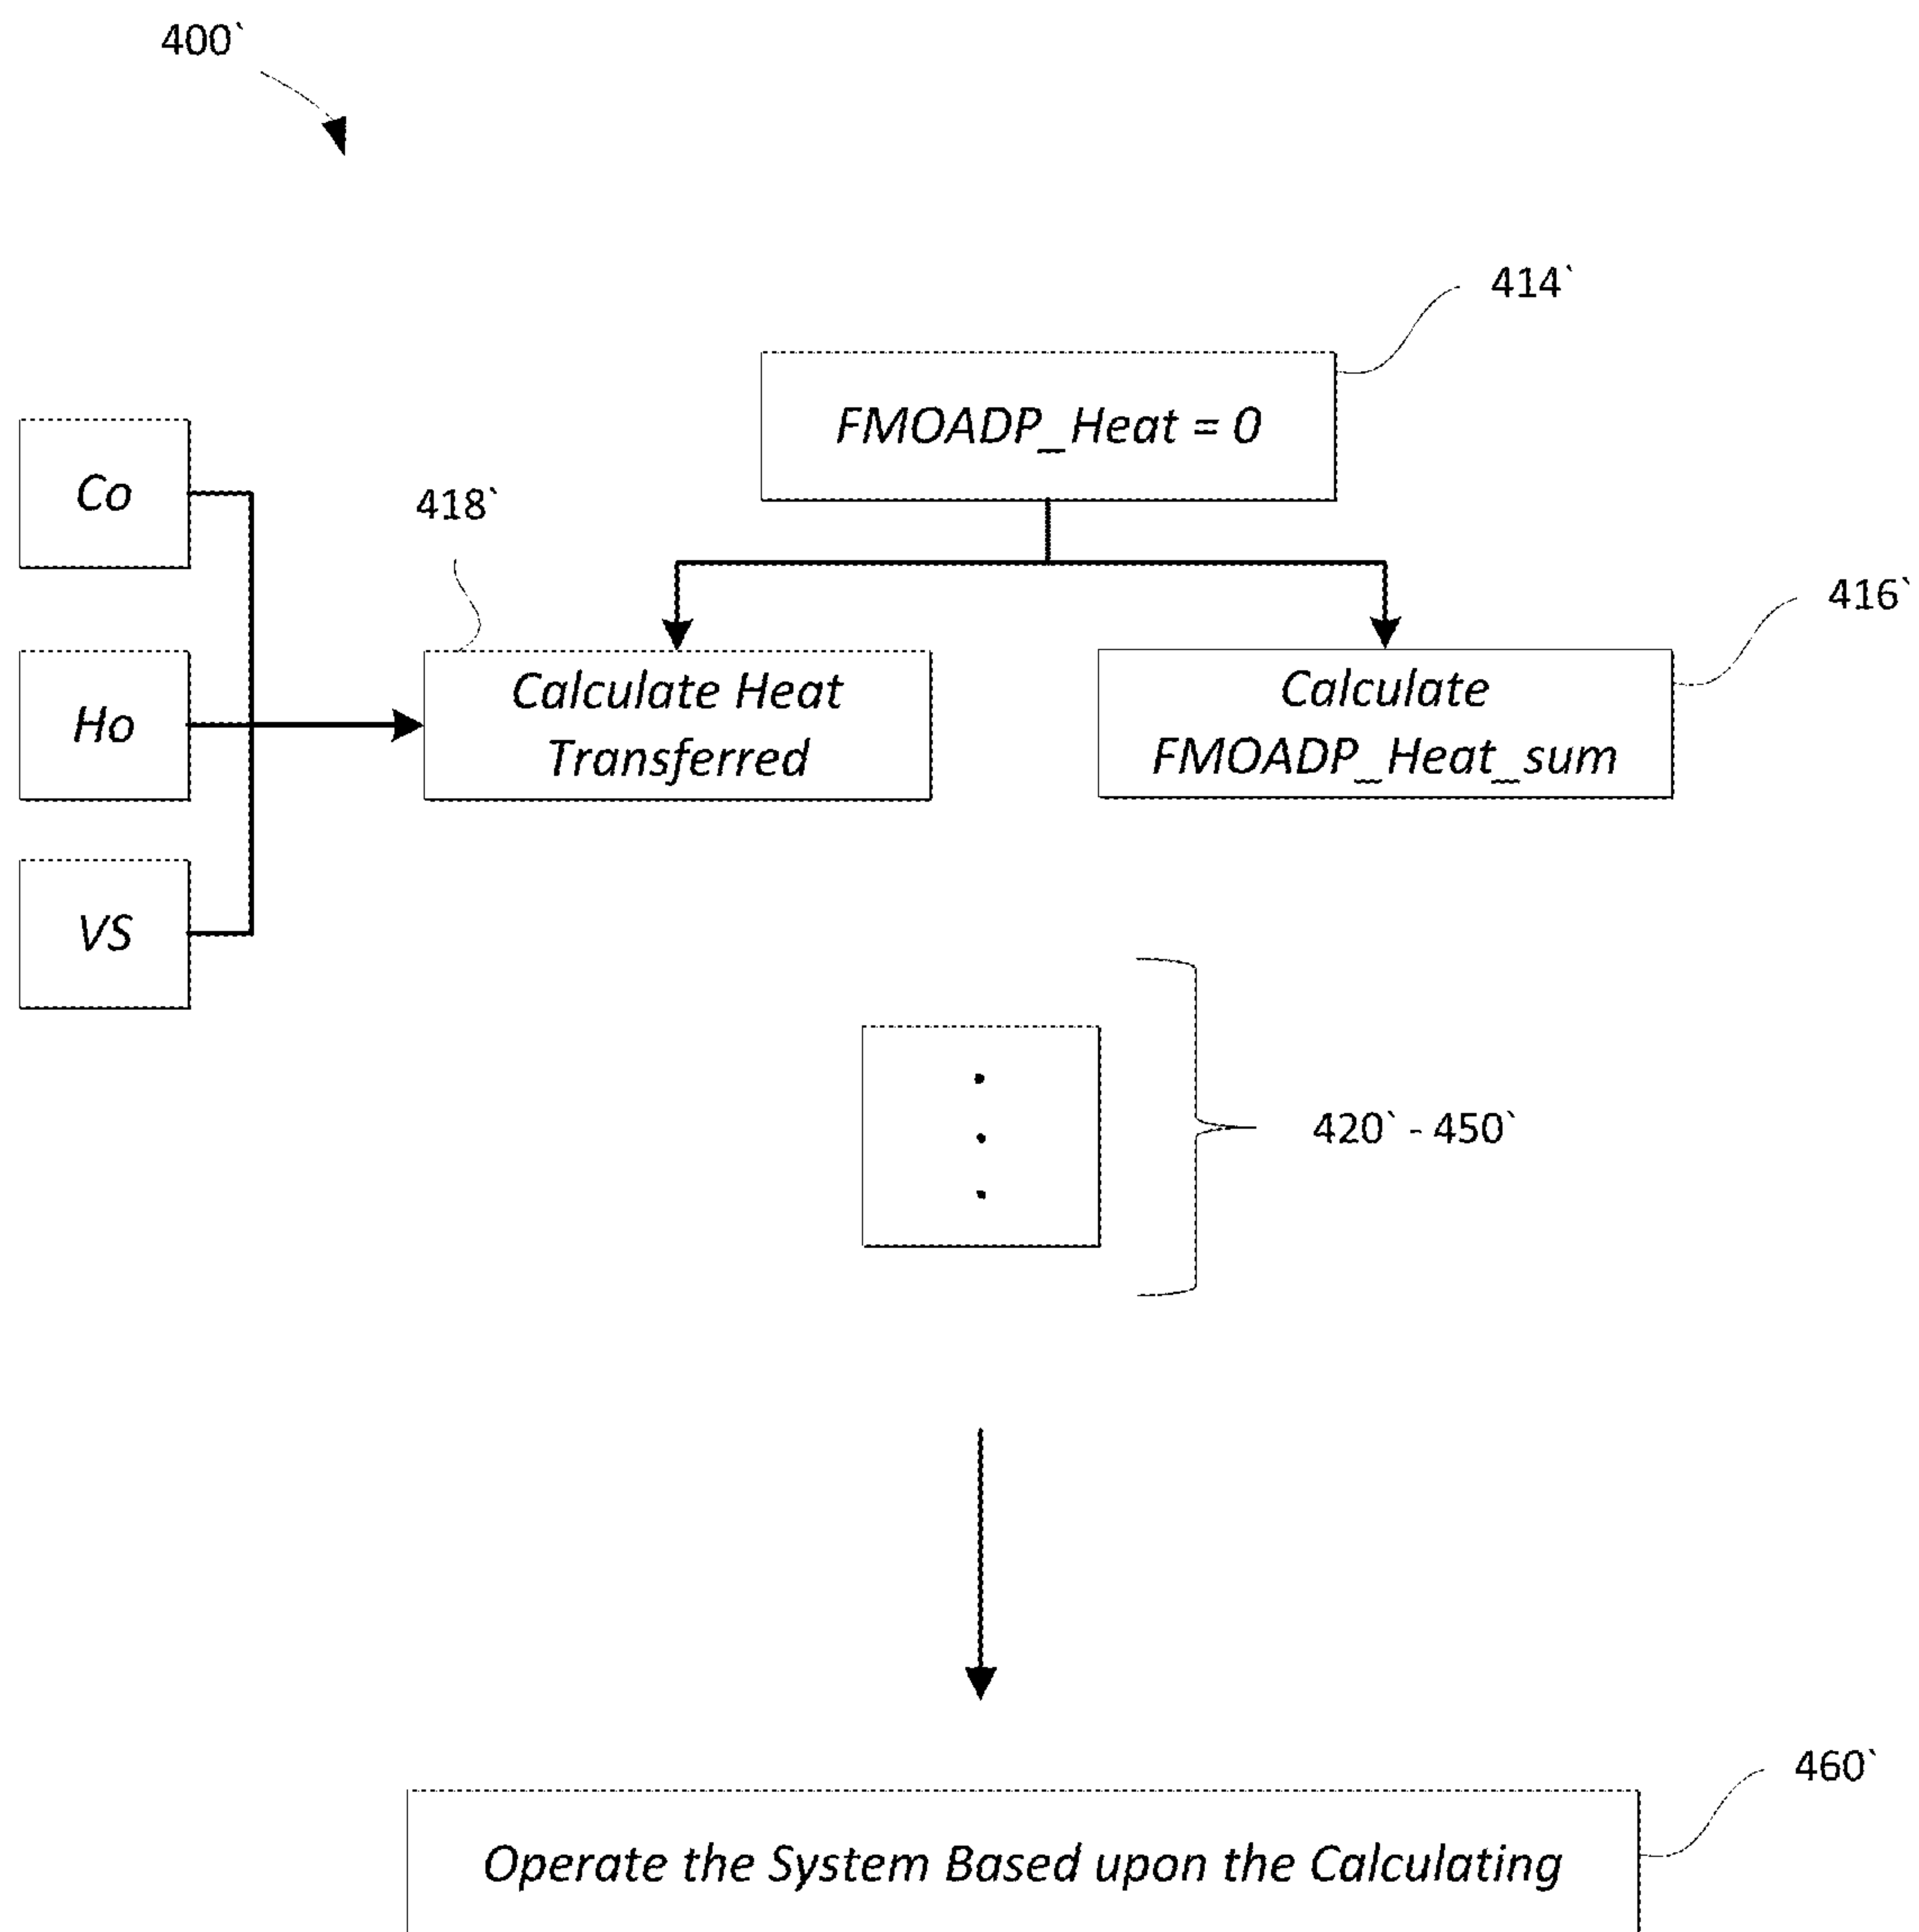 400`
414`
FMOADP_Heat = 0
Co
418`
416`
Calculate Heat
Transferred
Calculate
FMOADP_Heat_sum
Ho
VS
420` - 450`
460`
Operate the System Based upon the Calculating